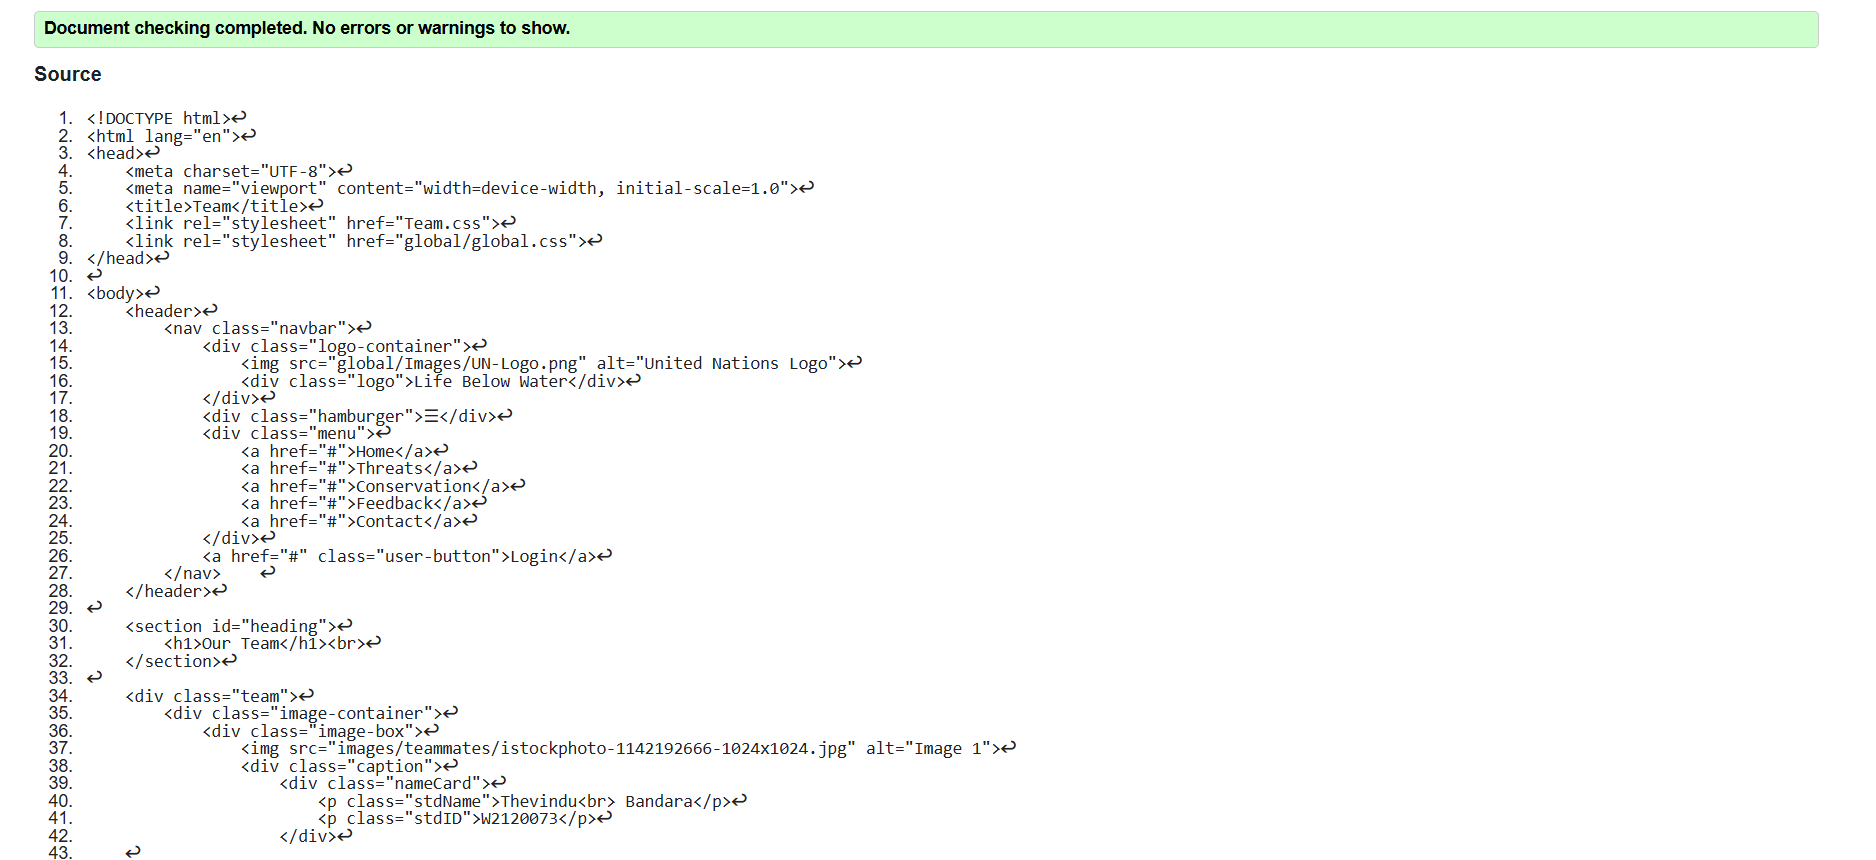 Document checking completed. No errors or warnings to show.
Source
1. <!DOCTYPE html>↩
2. <html lang="en">↩
3. <head>↩
4.     <meta charset="UTF-8">↩
5.     <meta name="viewport" content="width=device-width, initial-scale=1.0">↩
6.     <title>Team</title>↩
7.     <link rel="stylesheet" href="Team.css">↩
8.     <link rel="stylesheet" href="global/global.css">↩
9. </head>↩
10. ↩
11. <body>↩
12.     <header>↩
13.         <nav class="navbar">↩
14.             <div class="logo-container">↩
15.                 <img src="global/Images/UN-Logo.png" alt="United Nations Logo">↩
16.                 <div class="logo">Life Below Water</div>↩
17.             </div>↩
18.             <div class="hamburger">☰</div>↩
19.             <div class="menu">↩
20.                 <a href="#">Home</a>↩
21.                 <a href="#">Threats</a>↩
22.                 <a href="#">Conservation</a>↩
23.                 <a href="#">Feedback</a>↩
24.                 <a href="#">Contact</a>↩
25.             </div>↩
26.             <a href="#" class="user-button">Login</a>↩
27.         </nav>    ↩
28.     </header>↩
29. ↩
30.     <section id="heading">↩
31.         <h1>Our Team</h1><br>↩
32.     </section>↩
33. ↩
34.     <div class="team">↩
35.         <div class="image-container">↩
36.             <div class="image-box">↩
37.                 <img src="images/teammates/istockphoto-1142192666-1024x1024.jpg" alt="Image 1">↩
38.                 <div class="caption">↩
39.                     <div class="nameCard">↩
40.                         <p class="stdName">Thevindu<br> Bandara</p>↩
41.                         <p class="stdID">W2120073</p>↩
42.                     </div>↩
43.     ↩